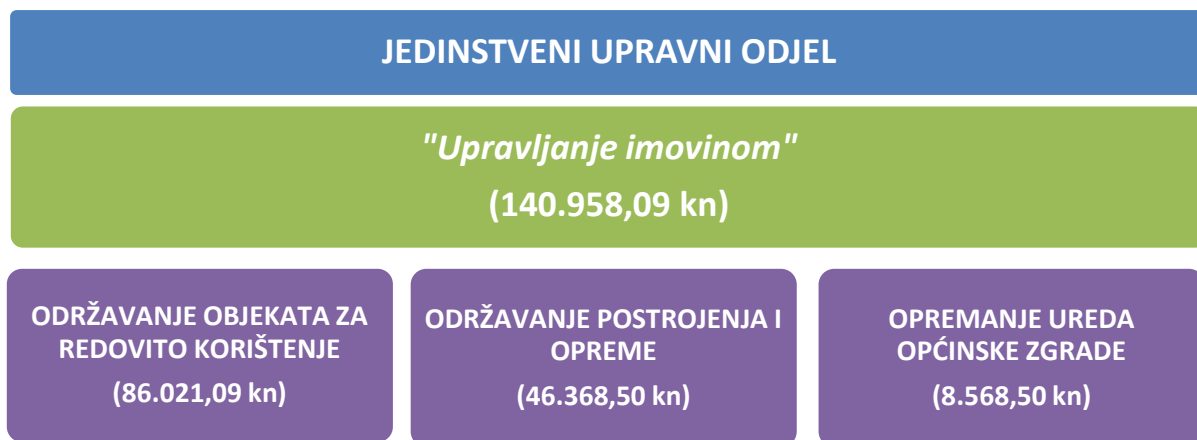 JEDINSTVENI UPRAVNI ODJEL
"Upravljanje imovinom"
(140.958,09 kn)
ODRŽAVANJE OBJEKATA ZA
REDOVITO KORIŠTENJE
(86.021,09 kn)
ODRŽAVANJE POSTROJENJA I
OPREME
(46.368,50 kn)
OPREMANJE UREDA
OPĆINSKE ZGRADE
(8.568,50 kn)